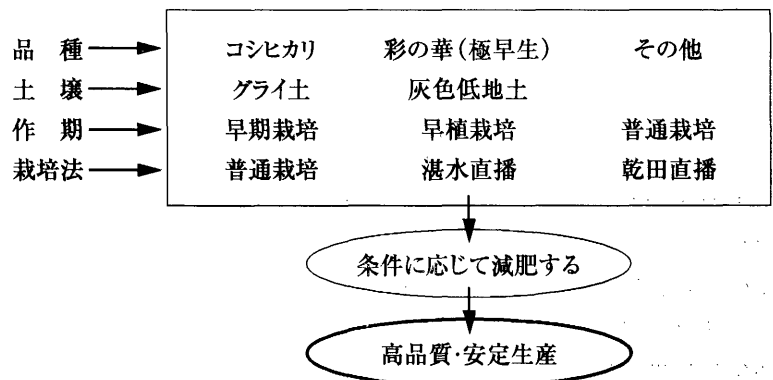 品種 コシヒカリ 彩の華(極早生) その他
土壌 グライ土 灰色低地土
作期 早期栽培 早植栽培 普通栽培
栽培法 普通栽培 湛水直播 乾田直播
条件に応じて減肥する
高品質・安定生産